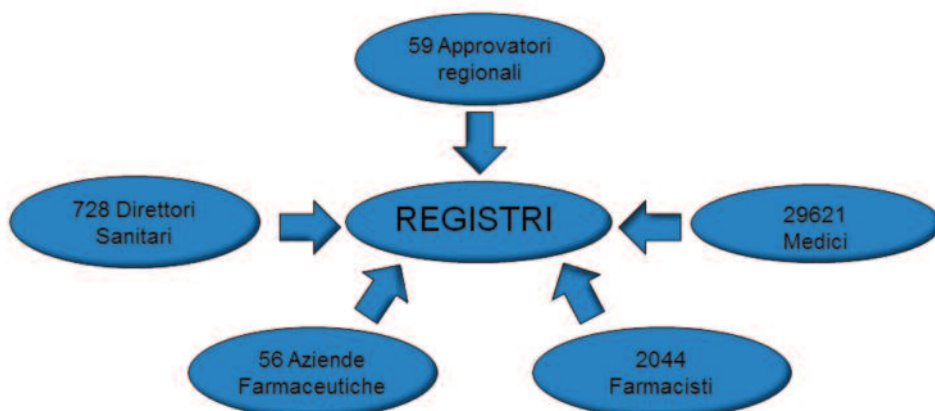 59 Approvatori
regionali
728 Direttori
Sanitari
REGISTRI
29621
Medici
56 Aziende
Farmaceutiche
2044
Farmacisti